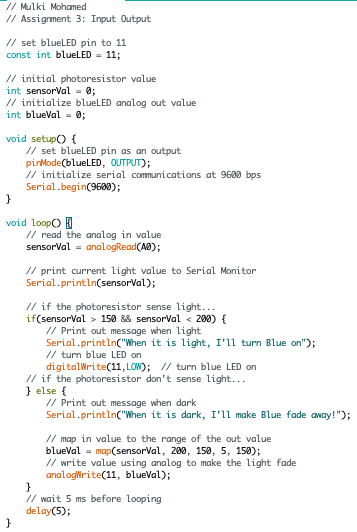 // Mulki Mohamed
// Assignment 3: Input Output

// set blueLED pin to 11
const int blueLED = 11;

// initial photoresistor value
int sensorVal = 0;
// initialize blueLED analog out value
int blueVal = 0;

void setup() {
    // set blueLED pin as an output
    pinMode(blueLED, OUTPUT);
    // initialize serial communications at 9600 bps
    Serial.begin(9600);
}

void loop() {
    // read the analog in value
    sensorVal = analogRead(A0);

    // print current light value to Serial Monitor
    Serial.println(sensorVal);

    // if the photoresistor sense light...
    if(sensorVal > 150 && sensorVal < 200) {
        // Print out message when light
        Serial.println("When it is light, I'll turn Blue on");
        // turn blue LED on
        digitalWrite(11,LOW);  // turn blue LED on
    // if the photoresistor don't sense light...
    } else {
        // Print out message when dark
        Serial.println("When it is dark, I'll make Blue fade away!");

        // map in value to the range of the out value
        blueVal = map(sensorVal, 200, 150, 5, 150);
        // write value using analog to make the light fade
        analogWrite(11, blueVal);
    }
    // wait 5 ms before looping
    delay(5);
}